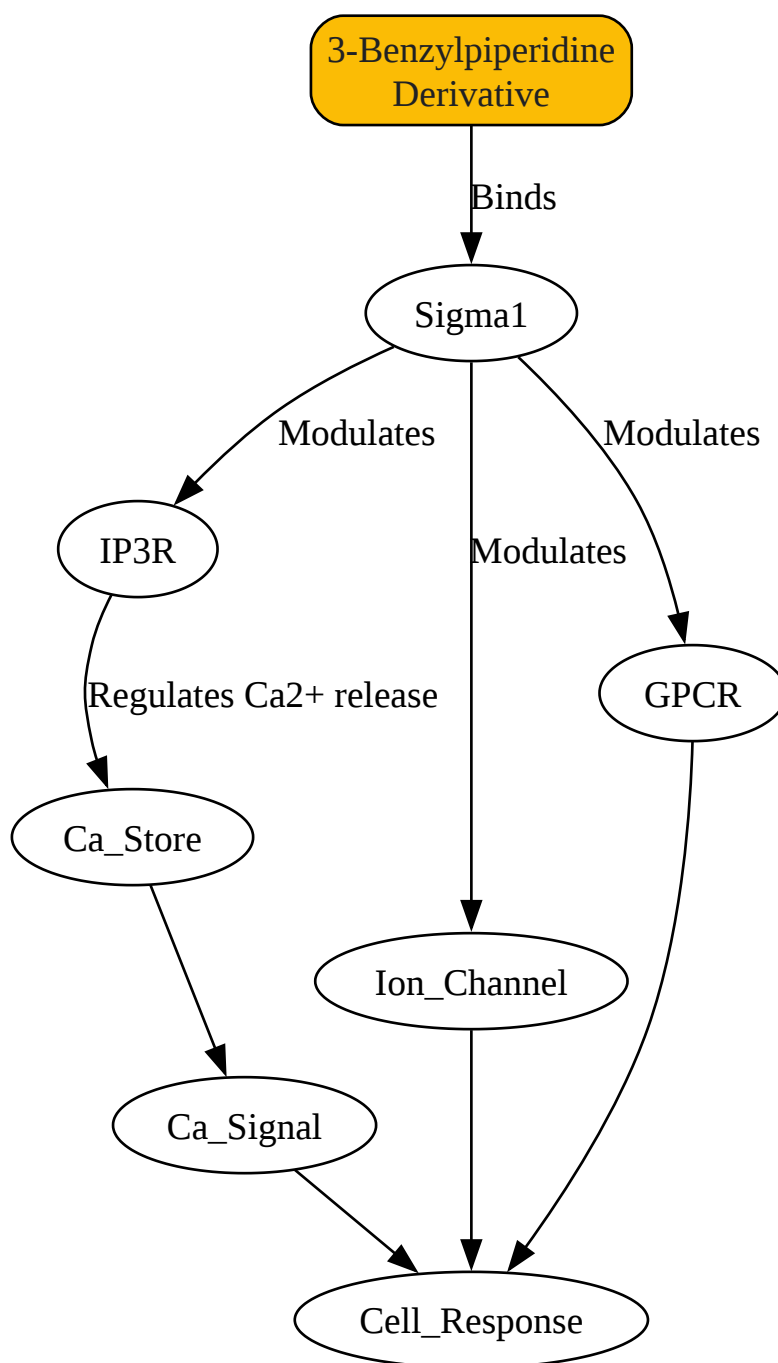 3-Benzylpiperidine
Derivative
Binds
Sigma1
Modulates
Modulates
IP3R
Modulates
Regulates Ca2+ release
GPCR
Ca_Store
Ion_Channel
Ca_Signal
Cell_Response